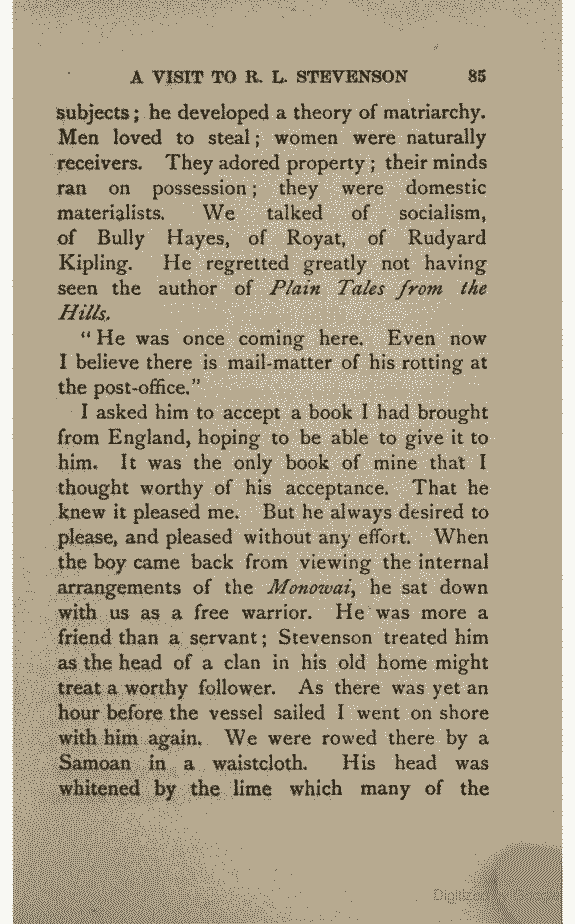 A VISIT TO R. L. STEVENSON 85
subjects; he developed a theory of matriarchy.
Men loved to steal; women were naturally
receivers. They adored property; their minds
ran on possession; they were domestic
materialists. We talked of socialism,
of Bully Hayes, of Royat, of Rudyard
Kipling. He regretted greatly not having
seen the author of Plain Tales from the
Hills.
"He was once coming here. Even now
I believe there is mail-matter of his rotting at
the post-office."
I asked him to accept a book I had brought
from England, hoping to be able to give it to
him. It was the only book of mine that I
thought worthy of his acceptance. That he
knew it pleased me. But he always desired to
please, and pleased without any effort. When
the boy came back from viewing the internal
arrangements of the Monowai, he sat down
with us as a free warrior. He was more a
friend than a servant; Stevenson treated him
as the head of a clan in his old home might
treat a worthy follower. As there was yet an
hour before the vessel sailed I went on shore
with him again. We were rowed there by a
Samoan in a waistcloth. His head was
whitened by the lime which many of the
Digitized by Google